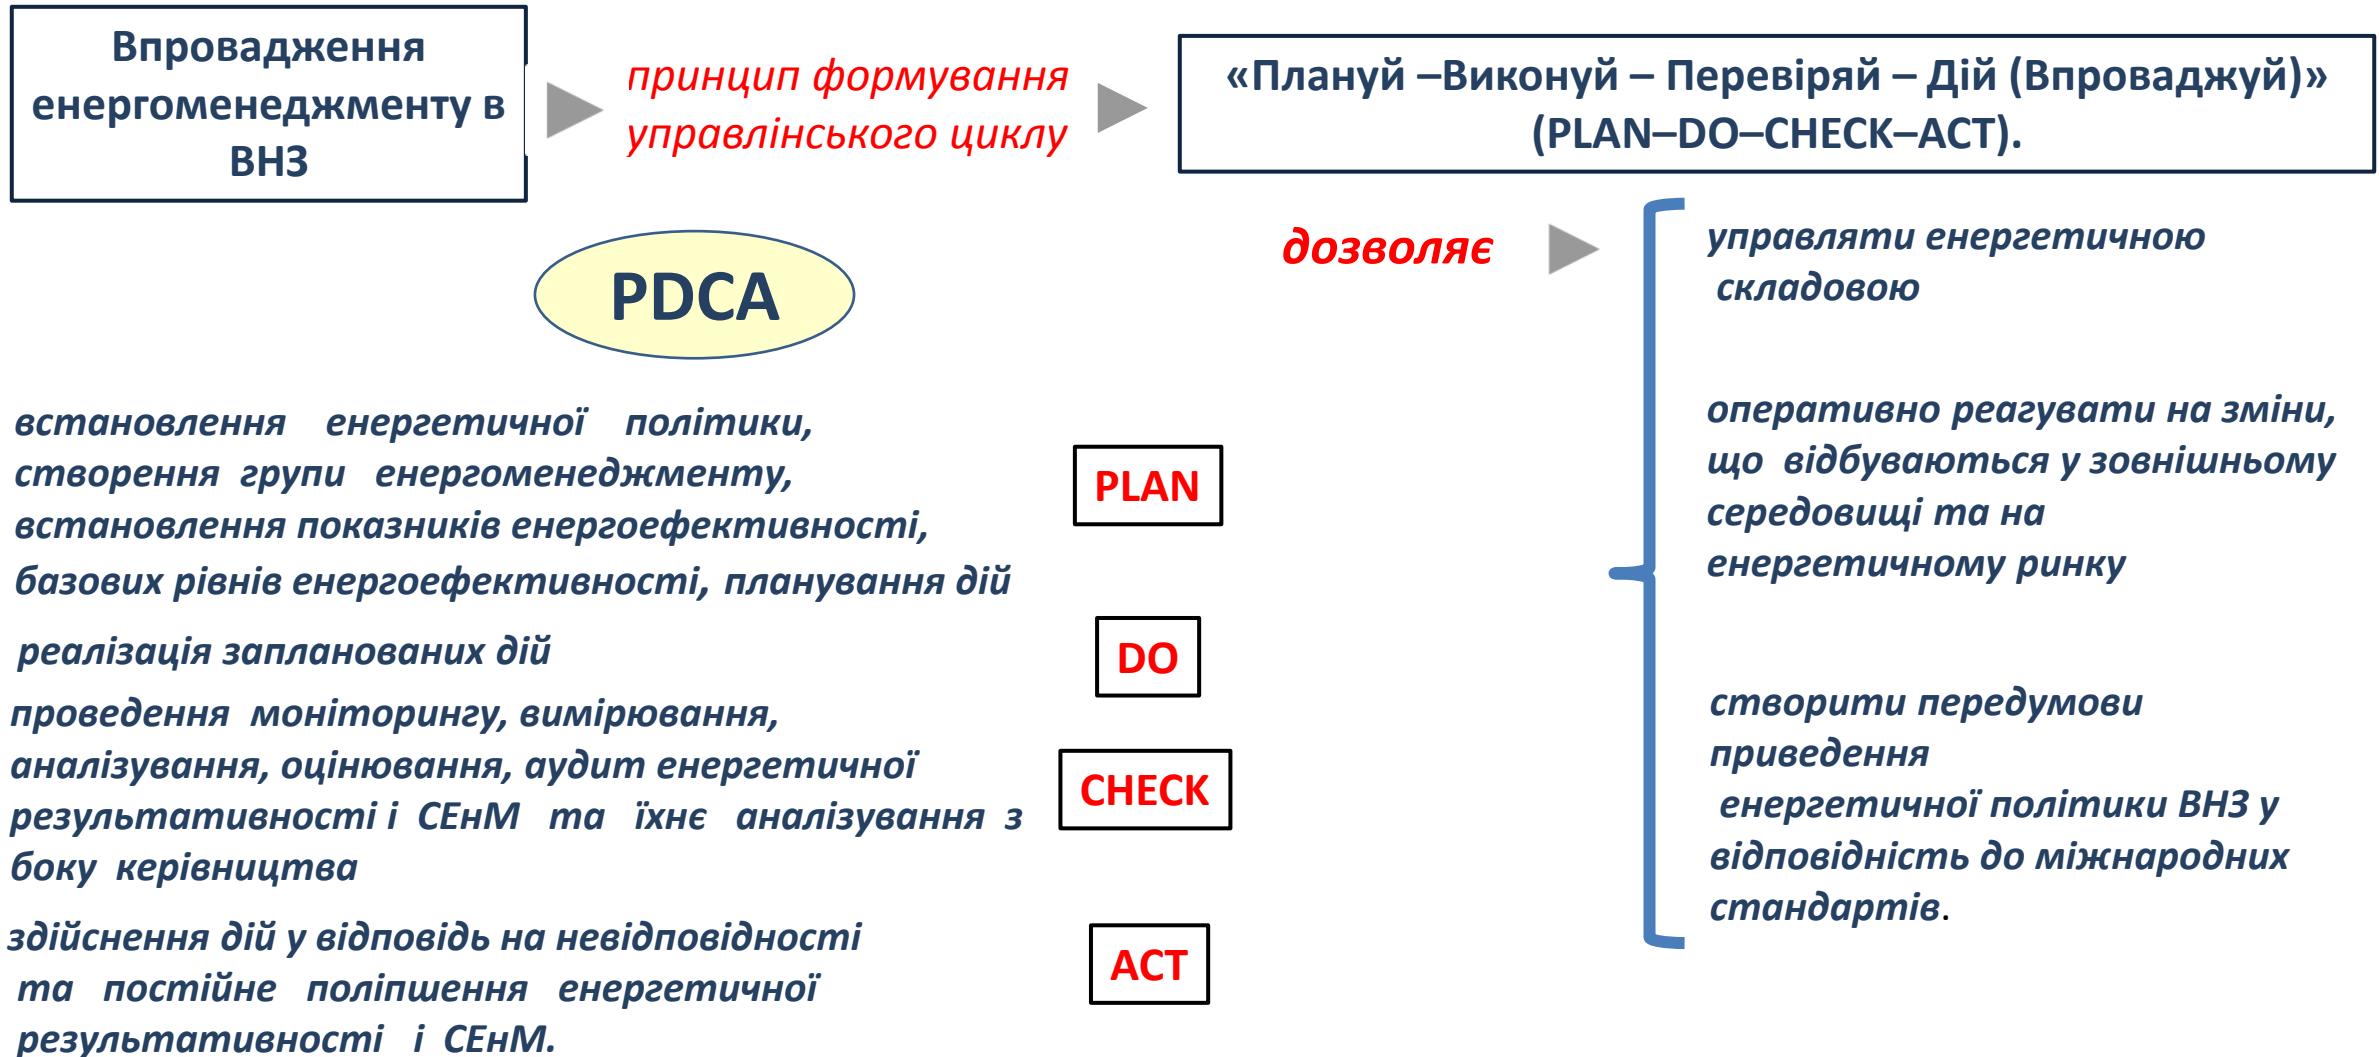 Впровадження
енергоменеджменту в
ВНЗ
принцип формування
управлінського циклу
«Плануй –Виконуй – Перевіряй – Дій (Впроваджуй)»
(PLAN–DO–CHECK–ACT).
PDCA
встановлення енергетичної політики,
створення групи енергоменеджменту,
встановлення показників енергоефективності,
базових рівнів енергоефективності, планування дій
PLAN
реалізація запланованих дій
DO
проведення моніторингу, вимірювання,
аналізування, оцінювання, аудит енергетичної
результативності і СЕнМ та їхнє аналізування з
боку керівництва
CHECK
здійснення дій у відповідь на невідповідності
та постійне поліпшення енергетичної
результативності і СЕнМ.
ACT
дозволяє
управляти енергетичною
складовою
оперативно реагувати на зміни,
що відбуваються у зовнішньому
середовищі та на
енергетичному ринку
створити передумови
приведення
енергетичної політики ВНЗ у
відповідність до міжнародних
стандартів.